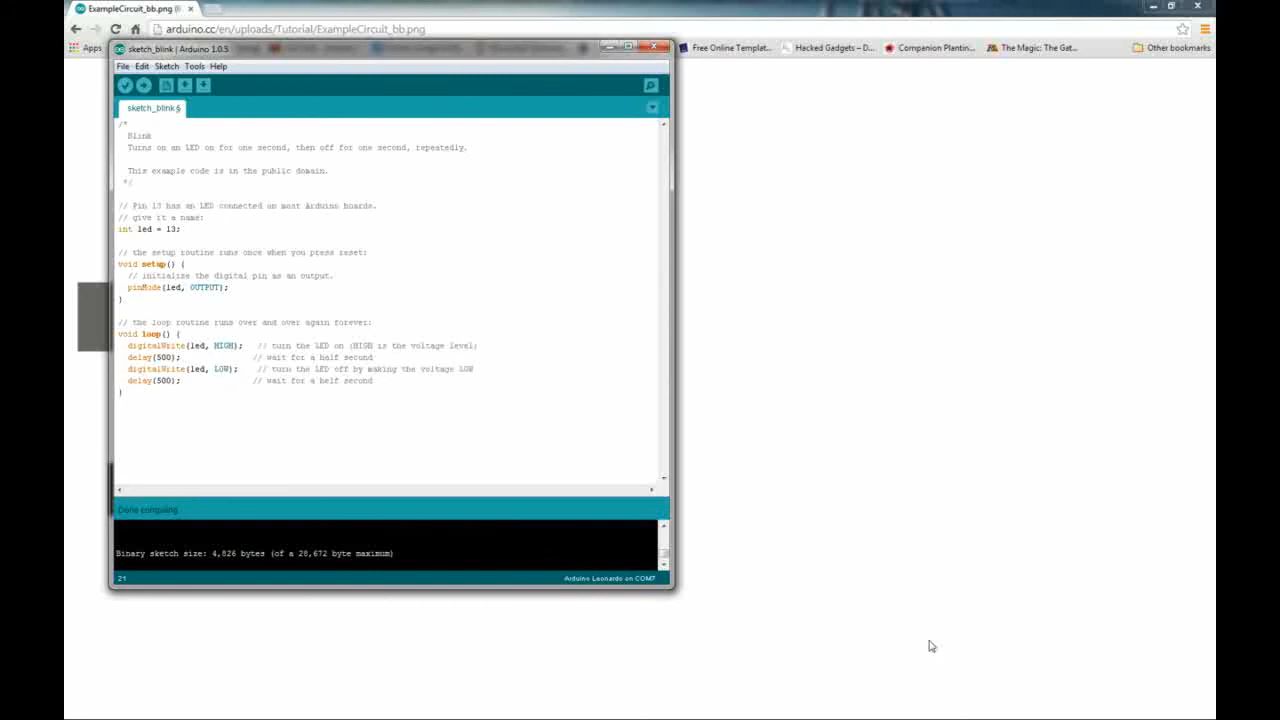 ExampleCircuit_bb.png (
arduino.cc/en/uploads/Tutorial/ExampleCircuit_bb.png
Apps
Free Online Templat...
Hacked Gadgets – D...
Companion Plantin...
The Magic: The Gat...
Other bookmarks
sketch_blink | Arduino 1.0.5
File Edit Sketch Tools Help
sketch_blink §
/*
Blink
Turns on an LED on for one second, then off for one second, repeatedly.
This example code is in the public domain.
*/
// Pin 13 has an LED connected on most Arduino boards.
// give it a name:
int led = 13;
// the setup routine runs once when you press reset:
void setup() {
// initialize the digital pin as an output.
pinMode(led, OUTPUT);
}
// the loop routine runs over and over again forever:
void loop() {
digitalWrite(led, HIGH); // turn the LED on (HIGH is the voltage level)
delay(500); // wait for a half second
digitalWrite(led, LOW); // turn the LED off by making the voltage LOW
delay(500); // wait for a half second
}
Done compiling.
Binary sketch size: 4,826 bytes (of a 28,672 byte maximum)
21
Arduino Leonardo on COM7